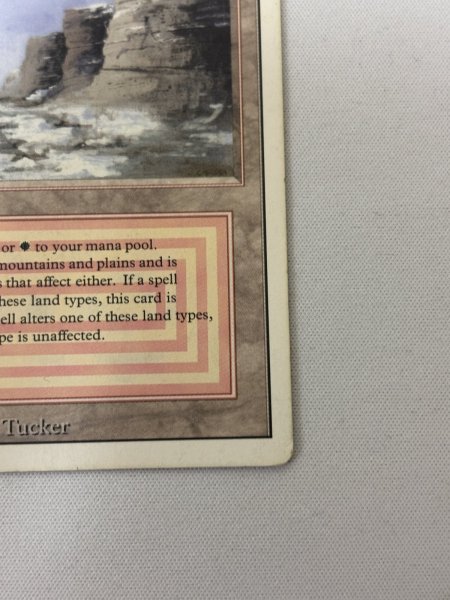 or ☀ to your mana pool.
mountains and plains and is
s that affect either. If a spell
hese land types, this card is
ell alters one of these land types,
pe is unaffected.
Tucker